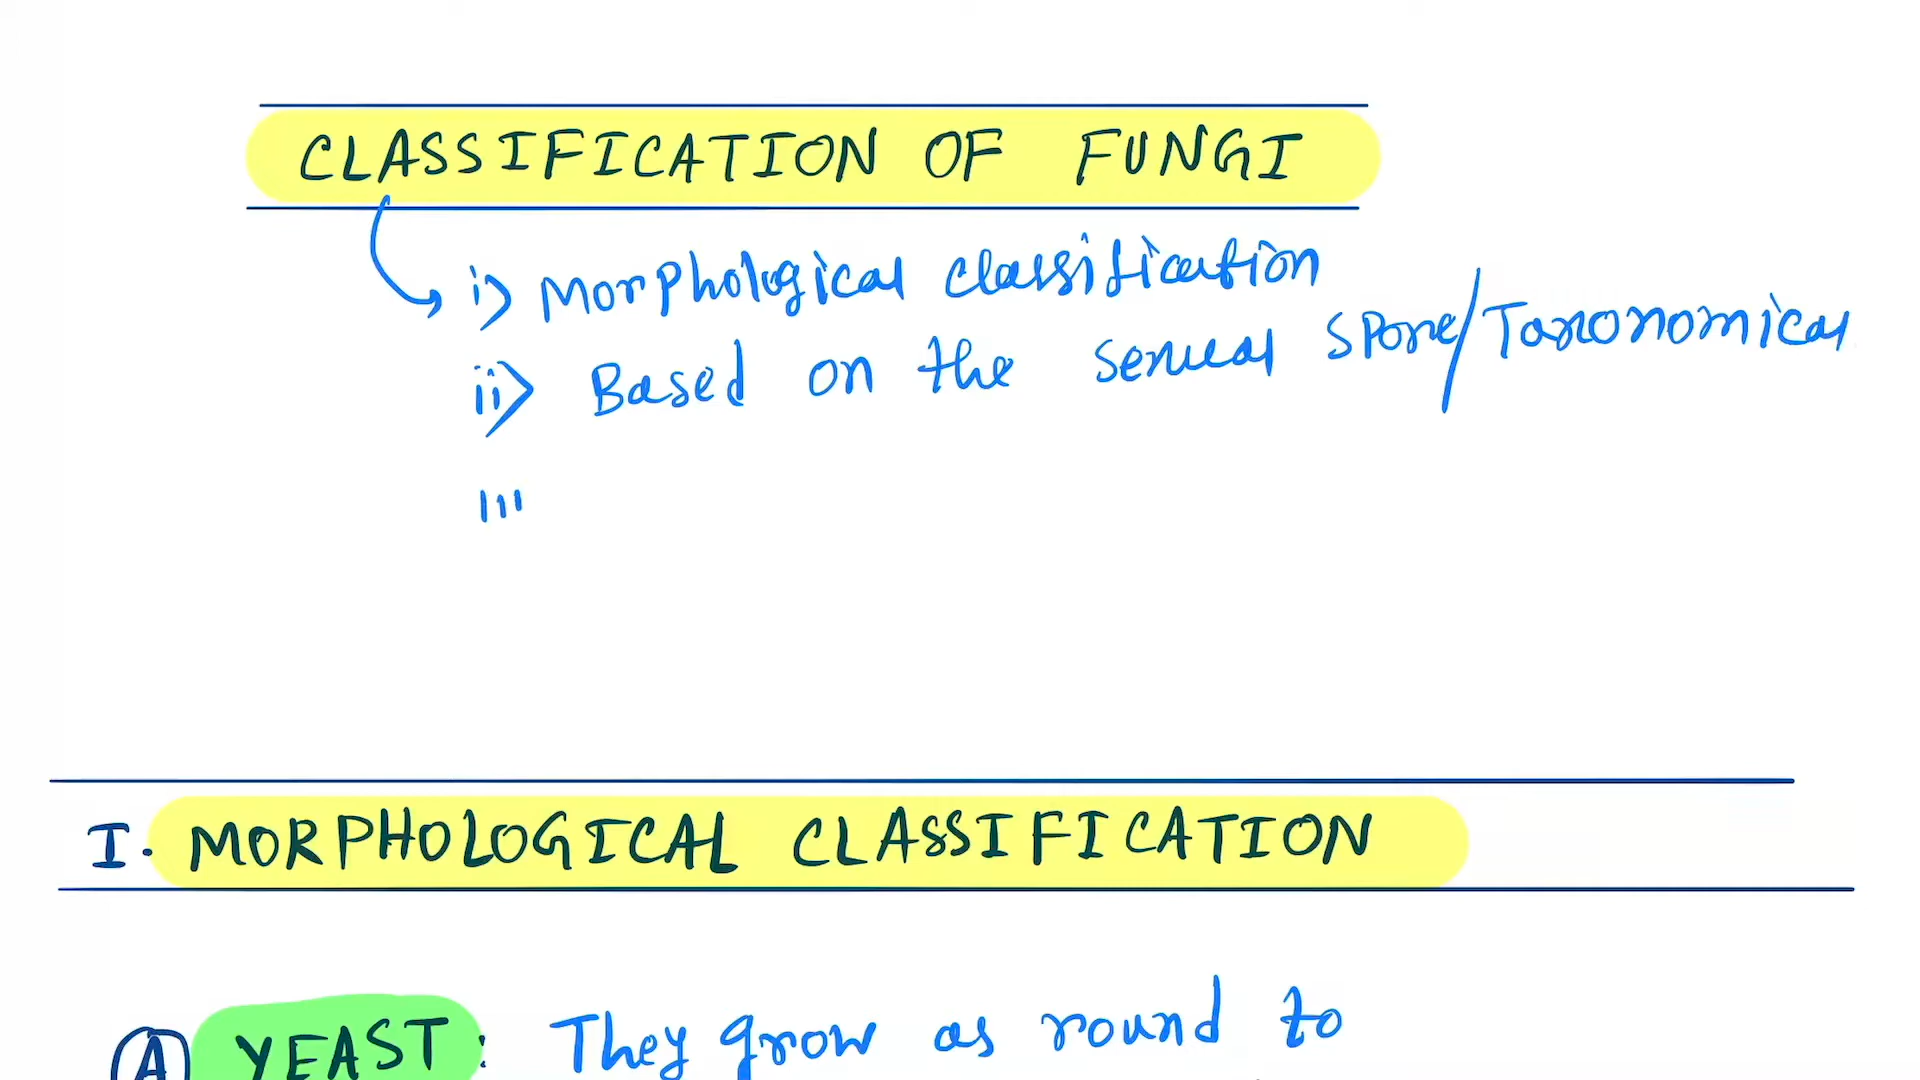 CLASSIFICATION OF FUNGI
i) Morphological classification
ii) Based on the sexual spore/Taxonomical
iii
I. MORPHOLOGICAL CLASSIFICATION
A YEAST: They grow as round to